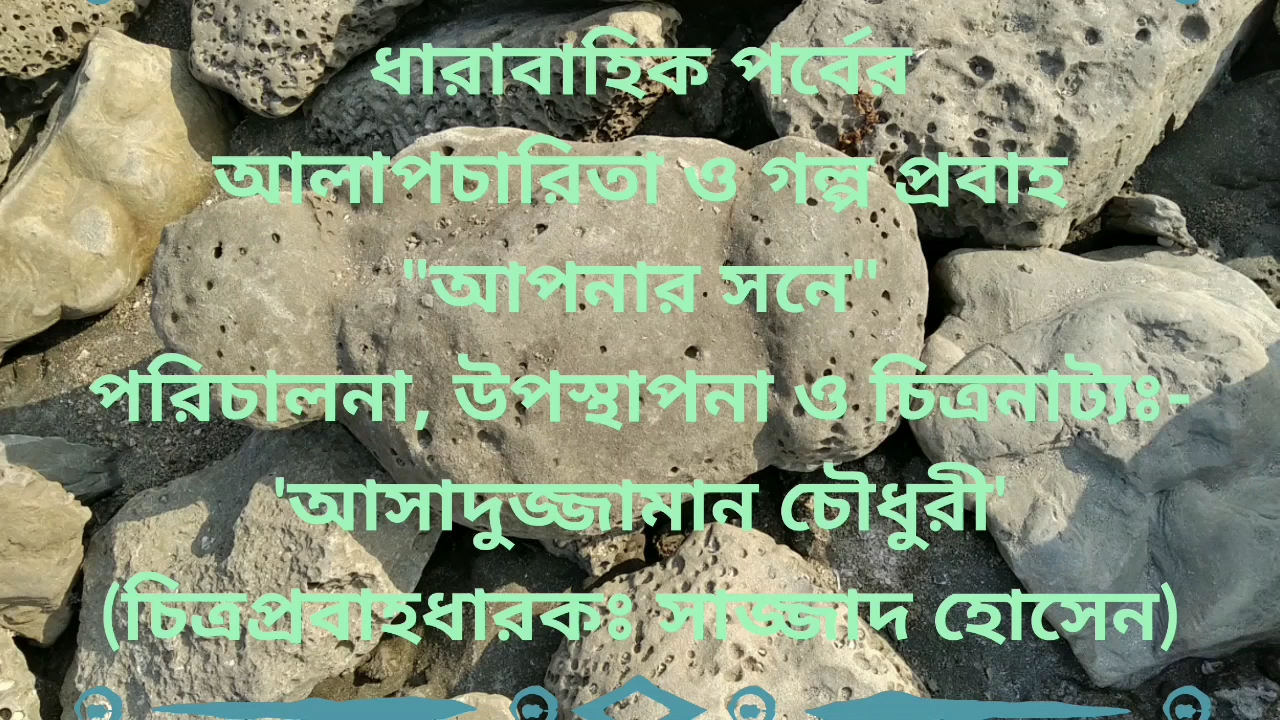 ধারাবাহিক পর্বের
আলাপচারিতা ও গল্প প্রবাহ
"আপনার সনে"
পরিচালনা, উপস্থাপনা ও চিত্রনাট্যঃ-
'আসাদুজ্জামান চৌধুরী'
(চিত্রপ্রবাহধারকঃ সাজ্জাদ হোসেন)